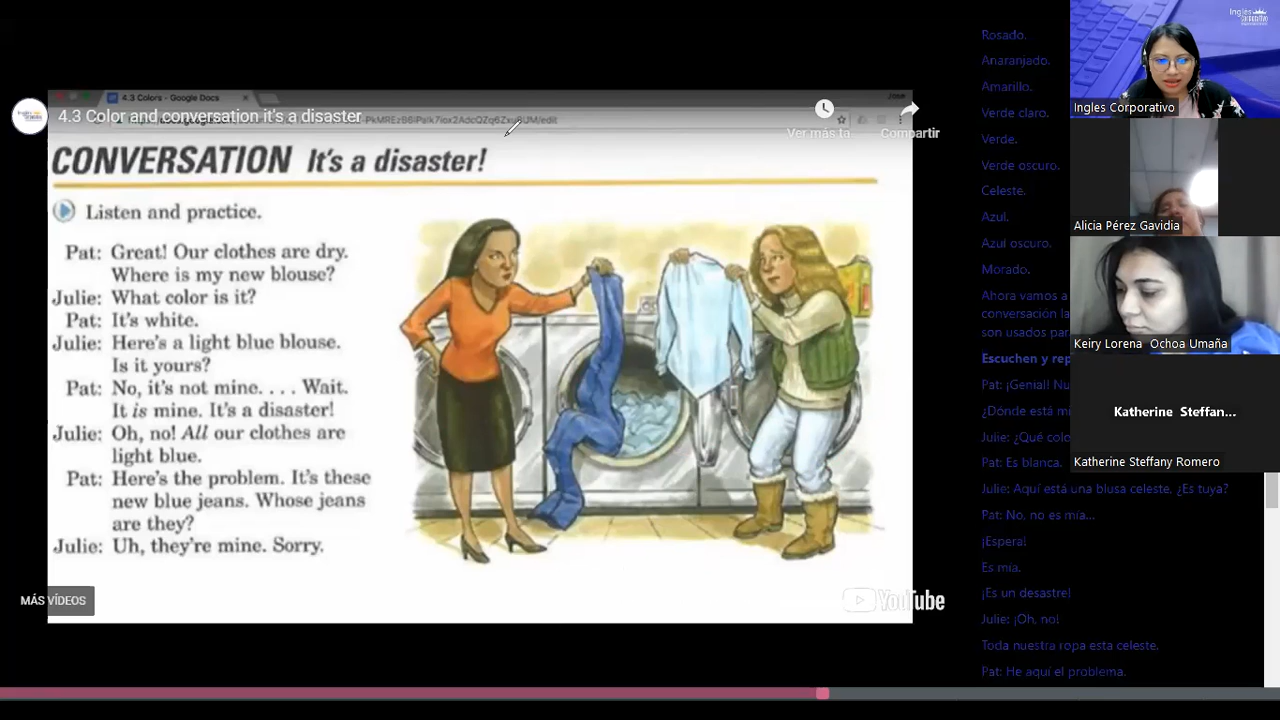 4.3 Colors - Google Docs
4.3 Color and conversation it's a disaster
Ver más ta...
Compartir
CONVERSATION It's a disaster!
Listen and practice.
Pat: Great! Our clothes are dry.
Where is my new blouse?
Julie: What color is it?
Pat: It's white.
Julie: Here's a light blue blouse.
Is it yours?
Pat: No, it's not mine. . . . Wait.
It is mine. It's a disaster!
Julie: Oh, no! All our clothes are
light blue.
Pat: Here's the problem. It's these
new blue jeans. Whose jeans
are they?
Julie: Uh, they're mine. Sorry.
MÁS VÍDEOS
YouTube
Rosado.
Anaranjado.
Amarillo.
Verde claro.
Verde.
Verde oscuro.
Celeste.
Azul.
Azul oscuro.
Morado.
Ahora vamos a
conversación la
son usados par
Escuchen y rep
Pat: ¡Genial! Nu
¿Dónde está mi
Julie: ¿Qué colo
Pat: Es blanca.
Julie: Aquí está una blusa celeste. ¿Es tuya?
Pat: No, no es mía...
¡Espera!
Es mía.
¡Es un desastre!
Julie: ¡Oh, no!
Toda nuestra ropa esta celeste.
Pat: He aquí el problema.
Ingles
Corporativo
Ingles Corporativo
Alicia Pérez Gavidia
Keiry Lorena Ochoa Umaña
Katherine Steffan...
Katherine Steffany Romero